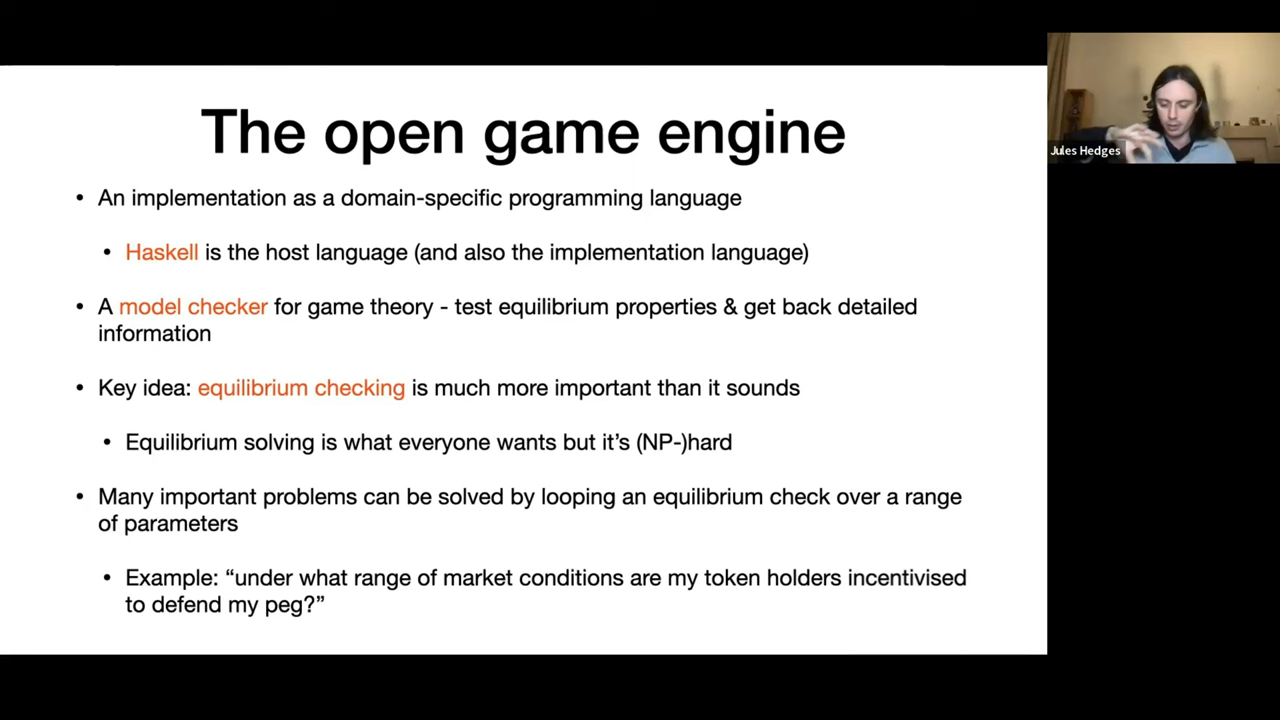 The open game engine
• An implementation as a domain-specific programming language
• Haskell is the host language (and also the implementation language)
• A model checker for game theory - test equilibrium properties & get back detailed
information
• Key idea: equilibrium checking is much more important than it sounds
• Equilibrium solving is what everyone wants but it’s (NP-)hard
• Many important problems can be solved by looping an equilibrium check over a range
of parameters
• Example: “under what range of market conditions are my token holders incentivised
to defend my peg?”
Jules Hedges